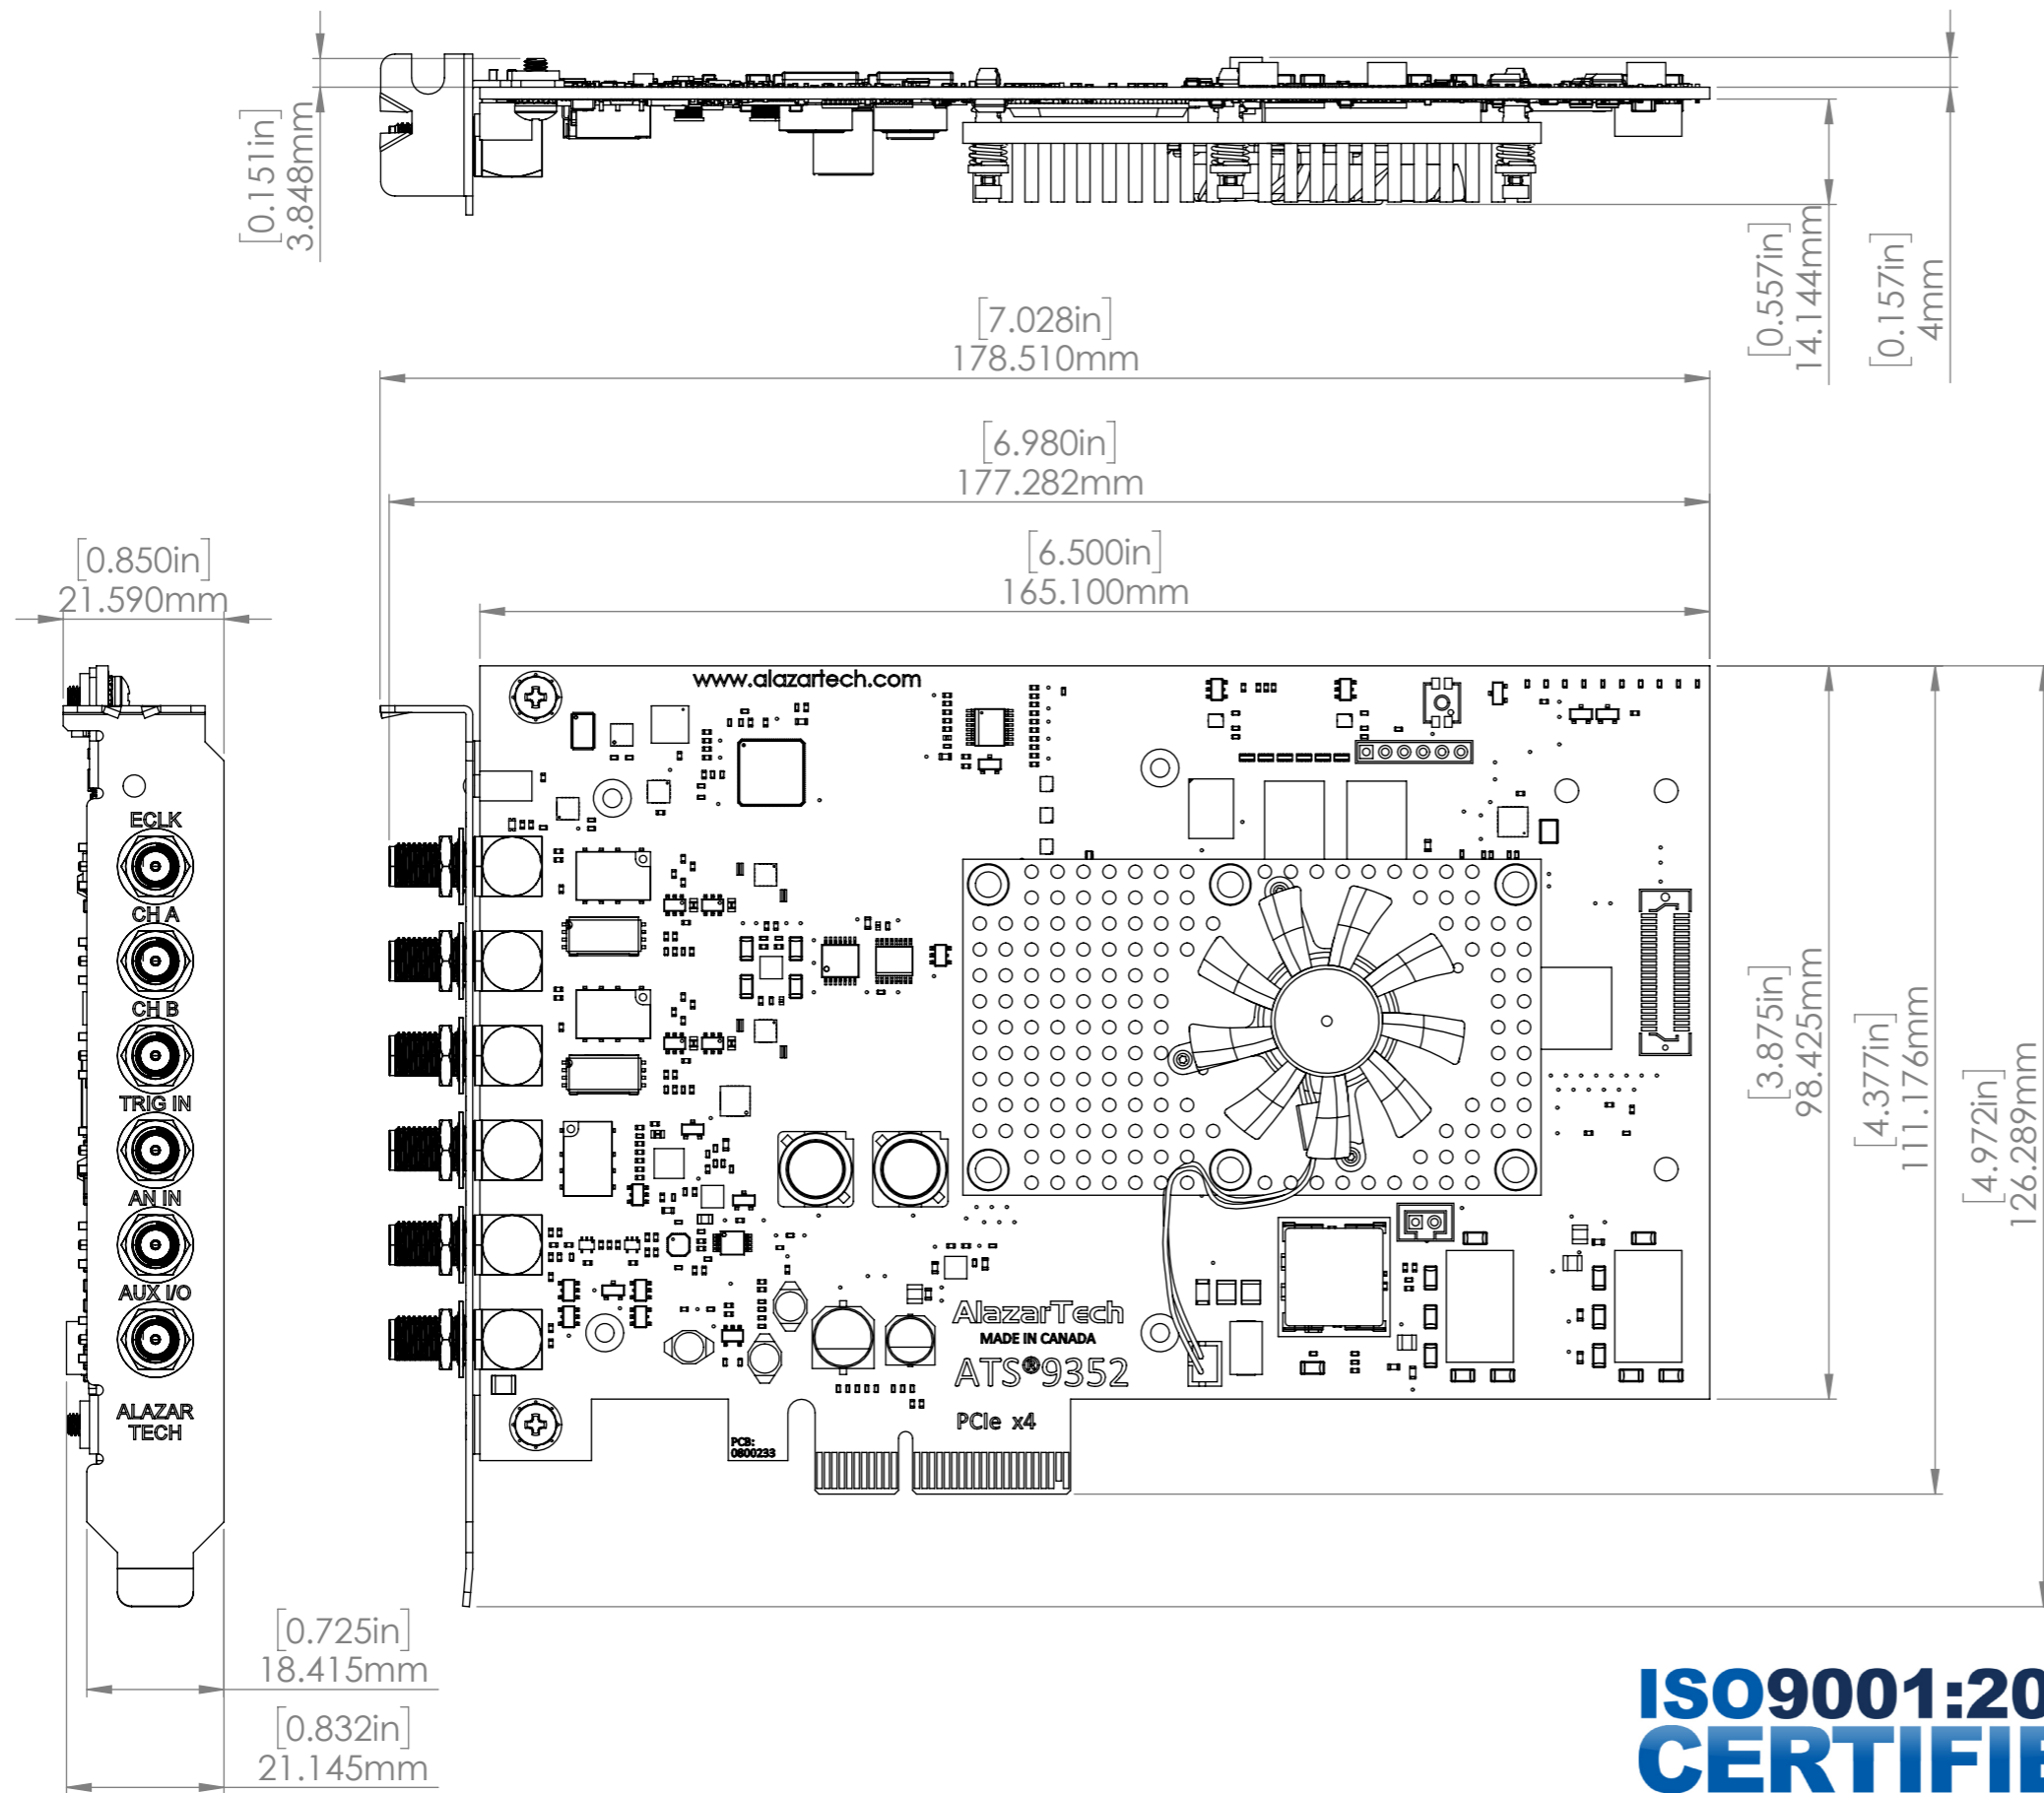 [0.151in]
3.848mm
[0.557in]
14.144mm
[0.157in]
4mm
[7.028in]
178.510mm
[6.980in]
177.282mm
[6.500in]
165.100mm
[0.850in]
21.590mm
www.alazartech.com
ECLK
CH A
CH B
TRIG IN
AN IN
AUX I/O
ALAZAR
TECH
[3.875in]
98.425mm
[4.377in]
111.176mm
[4.972in]
126.289mm
AlazarTech
MADE IN CANADA
ATS®9352
PCIe x4
PCB:
0800233
[0.725in]
18.415mm
[0.832in]
21.145mm
ISO9001:20
CERTIFIE